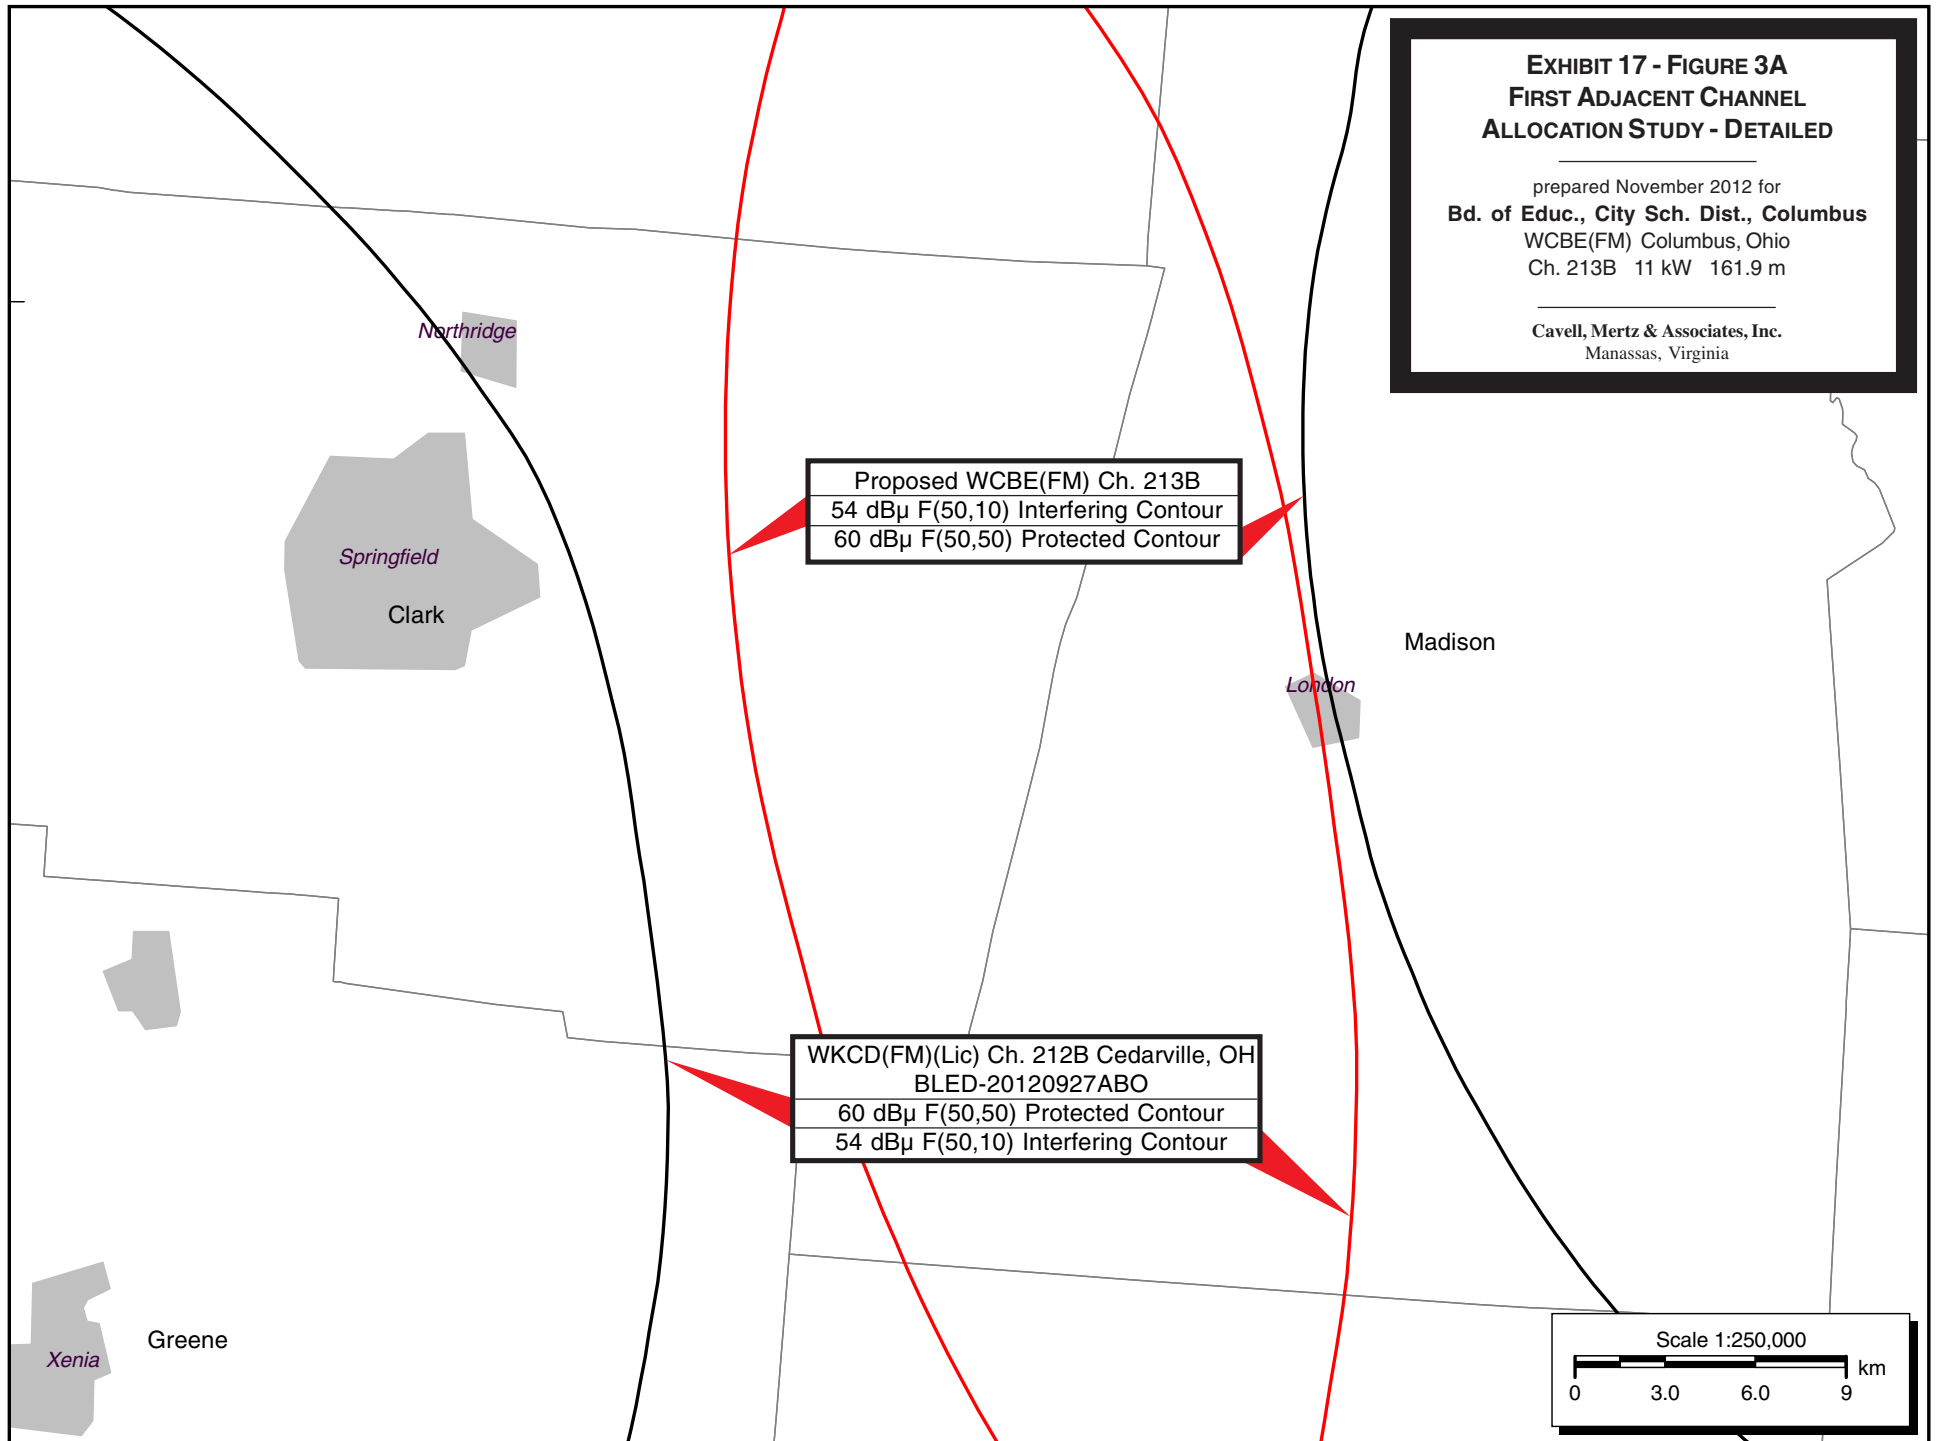 EXHIBIT 17 - FIGURE 3A
FIRST ADJACENT CHANNEL
ALLOCATION STUDY - DETAILED
prepared November 2012 for
Bd. of Educ., City Sch. Dist., Columbus
WCBE(FM) Columbus, Ohio
Ch. 213B 11 kW 161.9 m
Cavell, Mertz & Associates, Inc.
Manassas, Virginia
Northridge
Proposed WCBE(FM) Ch. 213B
54 dBμ F(50,10) Interfering Contour
60 dBμ F(50,50) Protected Contour
Springfield
Clark
Madison
London
WKCD(FM)(Lic) Ch. 212B Cedarville, OH
BLED-20120927ABO
60 dBμ F(50,50) Protected Contour
54 dBμ F(50,10) Interfering Contour
Greene
Xenia
Scale 1:250,000
km
0 3.0 6.0 9